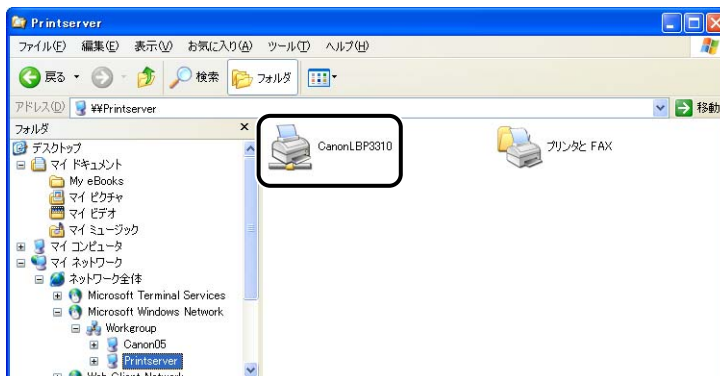 Printserver
ファイル(F) 編集(E) 表示(V) お気に入り(A) ツール(T) ヘルプ(H)
戻る 検索 フォルダ
アドレス(D) ¥¥Printserver 移動
フォルダ ×
デスクトップ
マイ ドキュメント
My eBooks
マイ ピクチャ
マイ ビデオ
マイ ミュージック
マイ コンピュータ
マイ ネットワーク
ネットワーク全体
Microsoft Terminal Services
Microsoft Windows Network
Workgroup
Canon05
Printserver
Web Client Network
CanonLBP3310
プリンタと FAX